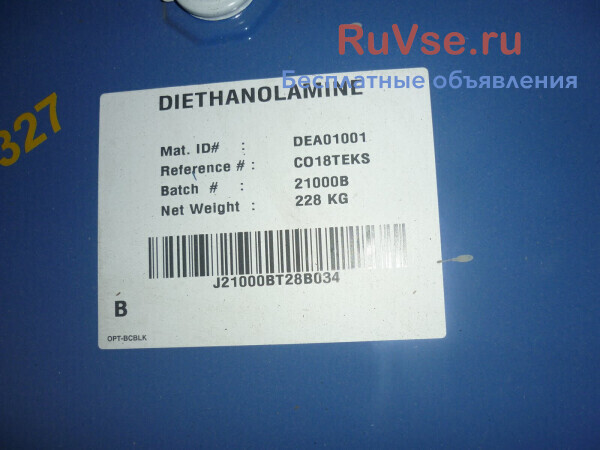 RuVse.ru
Бесплатные объявления
327
DIETHANOLAMINE
Mat. ID# : DEA01001
Reference # : CO18TEKS
Batch # : 21000B
Net Weight : 228 KG
J21000BT28B034
B
OPT-BCBLK